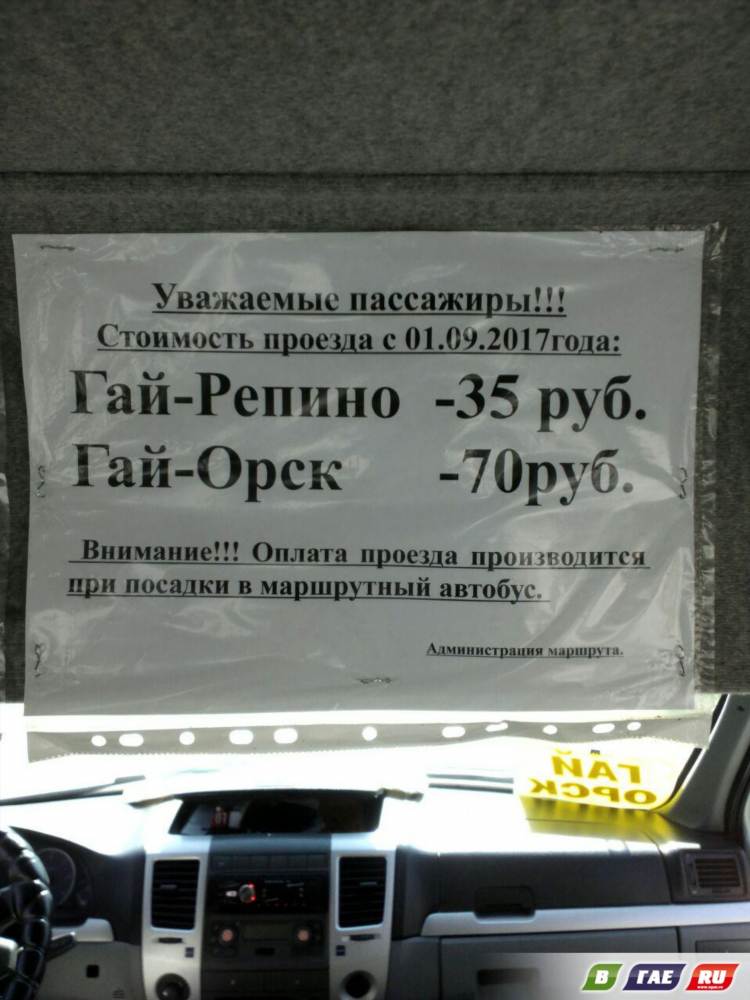 Уважаемые пассажиры!!!
Стоимость проезда с 01.09.2017года:
Гай-Репино -35 руб.
Гай-Орск -70руб.
Внимание!!! Оплата проезда производится
при посадки в маршрутный автобус.
Администрация маршрута.
ГАЙ
ОРСК
В ГАЕ RU